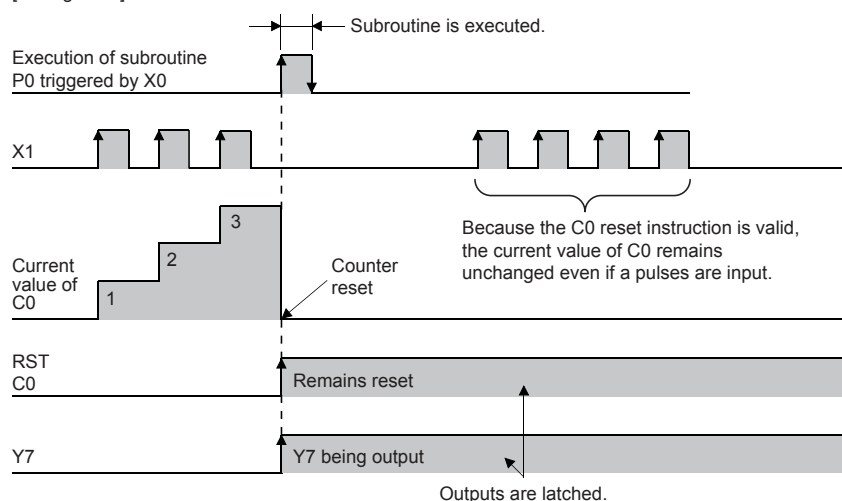 Subroutine is executed.
Execution of subroutine
P0 triggered by X0
X1
Because the C0 reset instruction is valid,
the current value of C0 remains
unchanged even if a pulses are input.
3
2
1
Current
value of
C0
Counter
reset
RST
C0
Remains reset
Y7
Y7 being output
Outputs are latched.